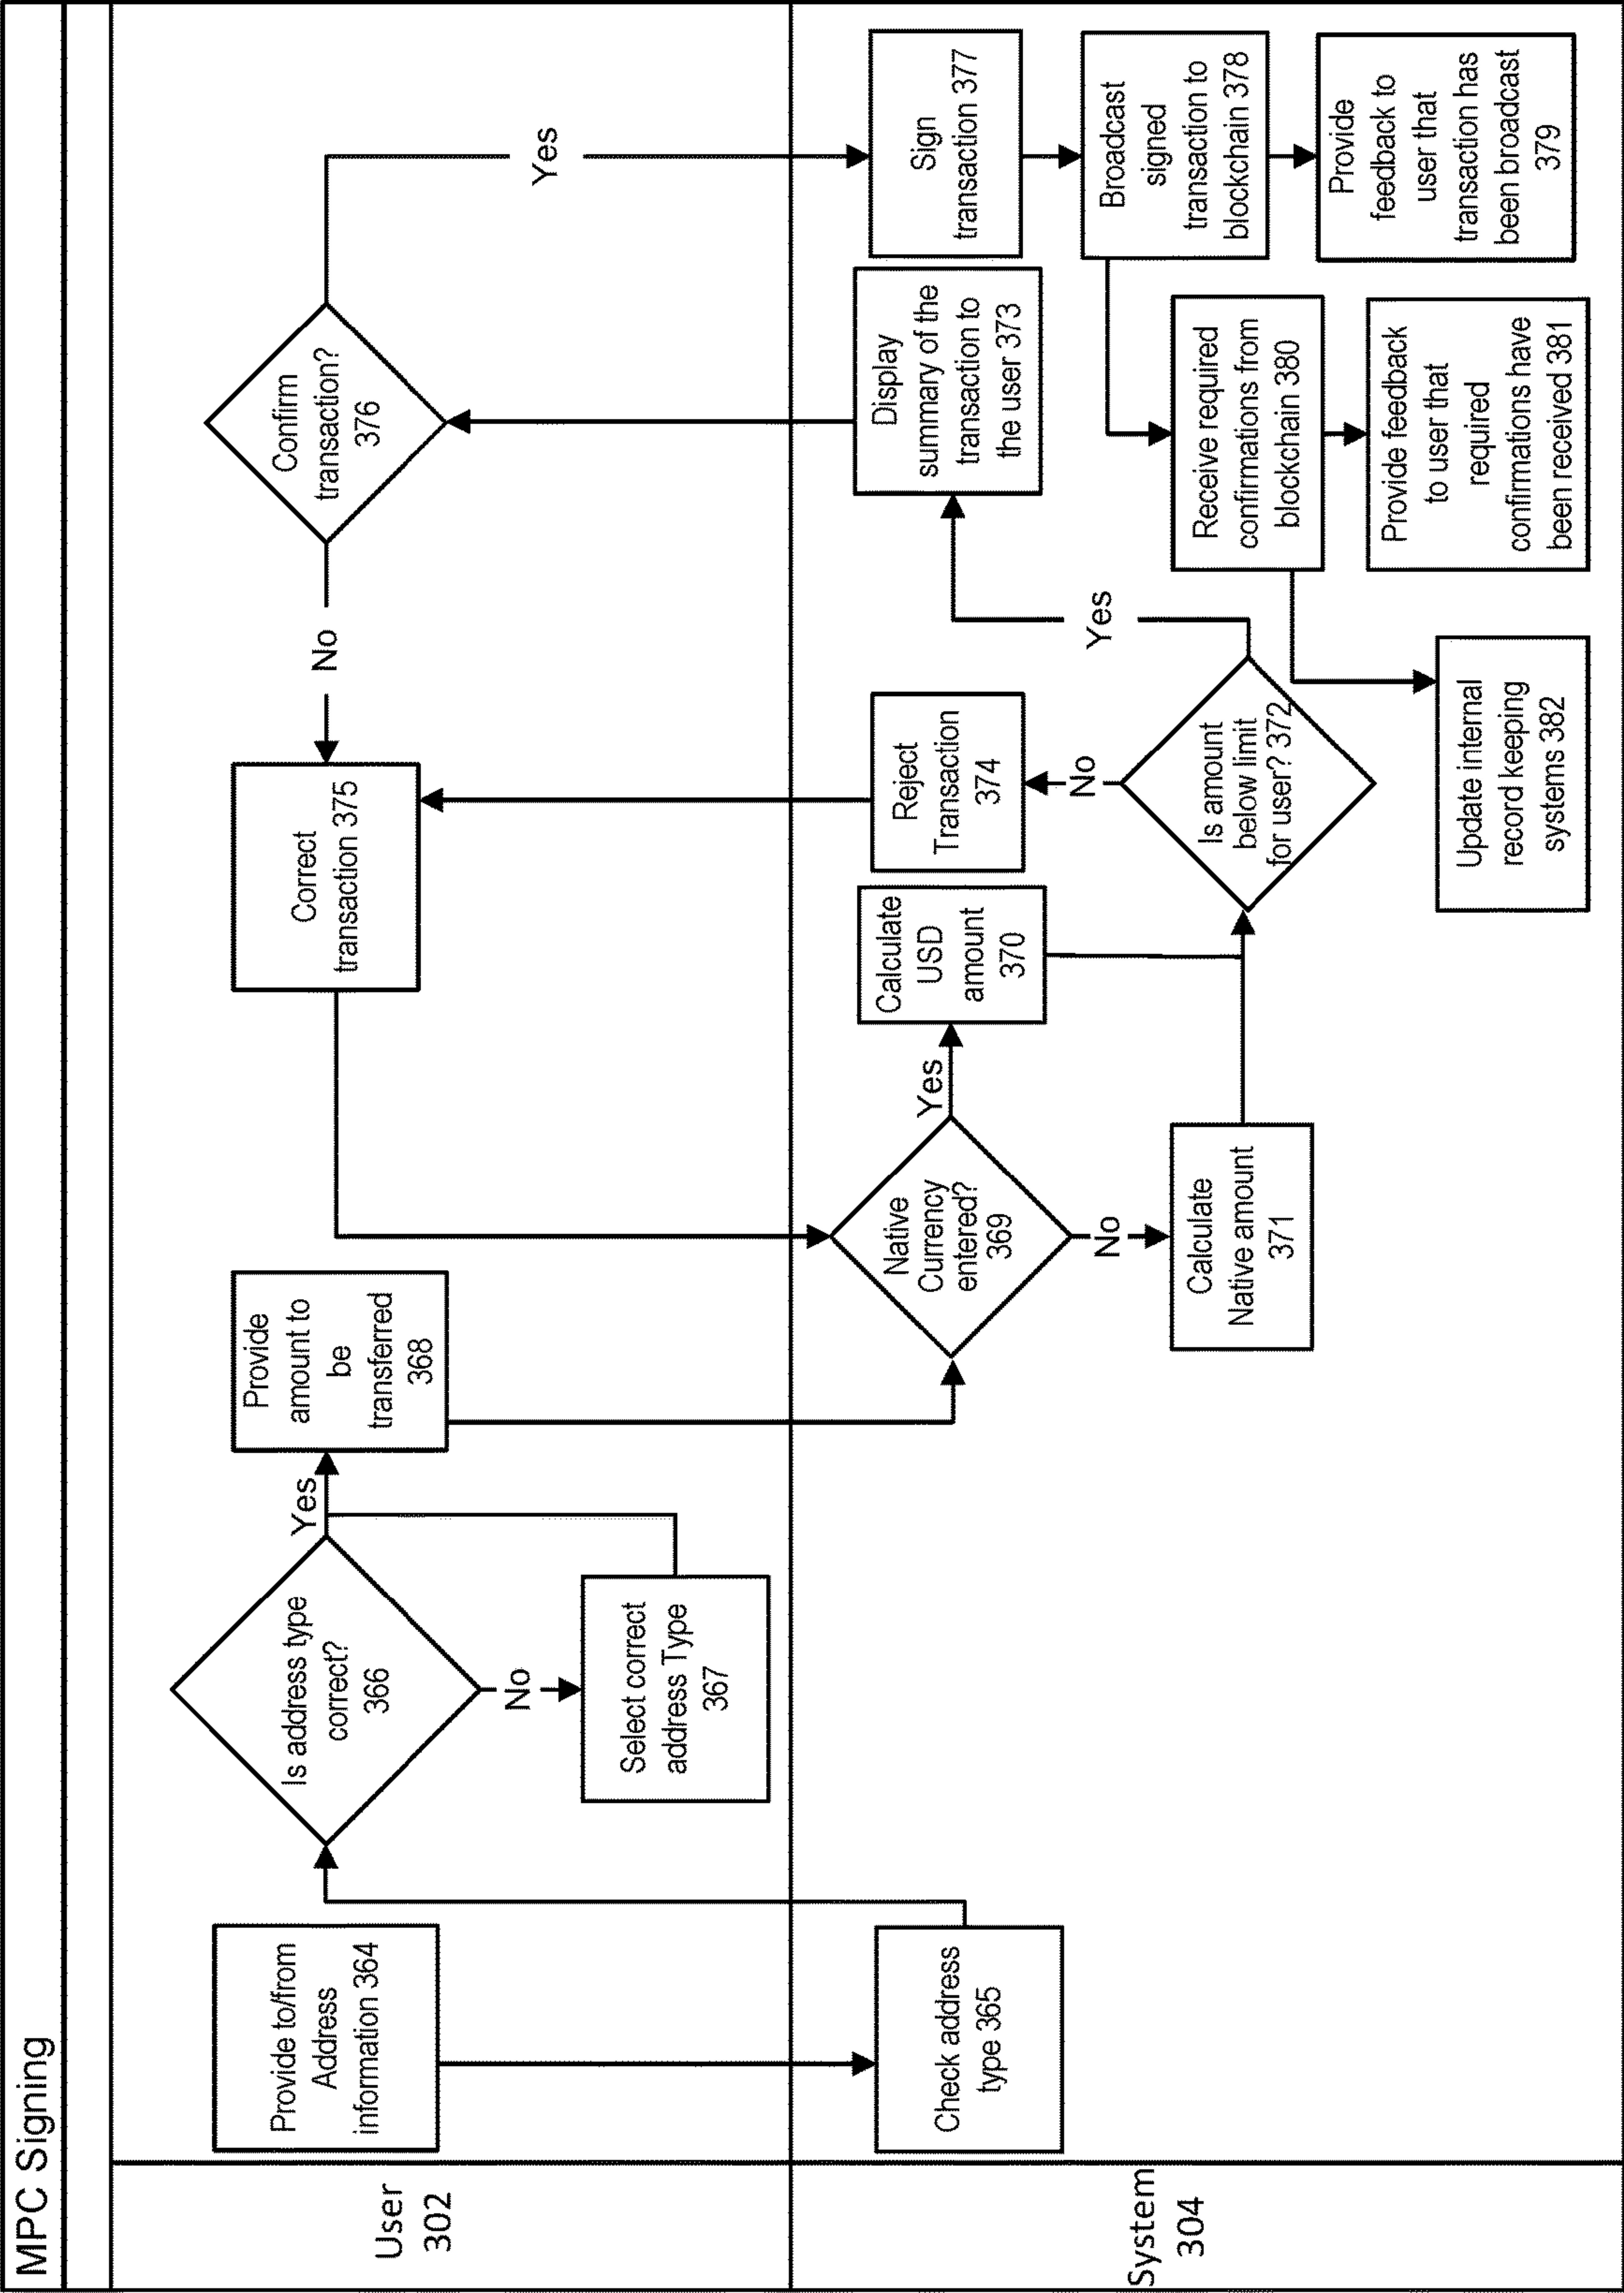 MPC Signing
User
302
Provide to/from
Address
information 364
Is address type
correct?
366
Yes
No
Select correct
address Type
367
Provide
amount to
be
transferred
368
Correct
transaction 375
No
Confirm
transaction?
376
Yes
System
304
Check address
type 365
Native
Currency
entered?
369
Yes
No
Calculate
USD
amount
370
Calculate
Native amount
371
Is amount
below limit
for user? 372
No
Yes
Reject
Transaction
374
Display
summary of the
transaction to
the user 373
Sign
transaction 377
Broadcast
signed
transaction to
blockchain 378
Provide
feedback to
user that
transaction has
been broadcast
379
Receive required
confirmations from
blockchain 380
Provide feedback
to user that
required
confirmations have
been received 381
Update internal
record keeping
systems 382